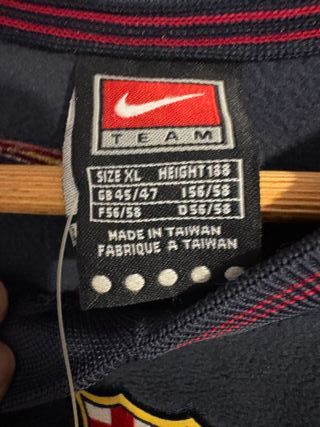 TEAM
SIZE XL HEIGHT 188
GB 45/47 I 56/58
F 56/58 D 56/58
MADE IN TAIWAN
FABRIQUE A TAIWAN